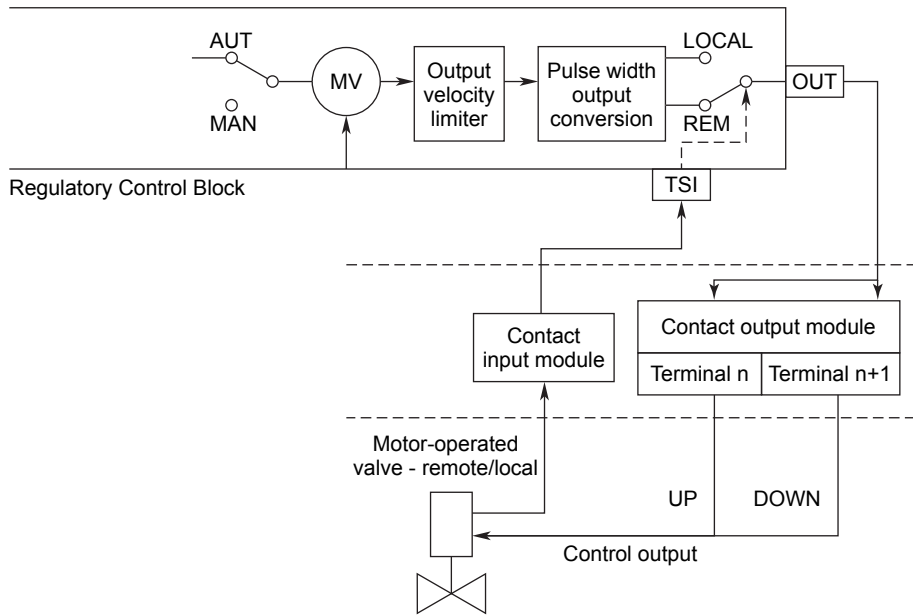 AUT
LOCAL
MV
Output
velocity
limiter
Pulse width
output
conversion
OUT
MAN
REM
Regulatory Control Block
TSI
Contact
input module
Contact output module
Terminal n
Terminal n+1
Motor-operated
valve - remote/local
UP
DOWN
Control output